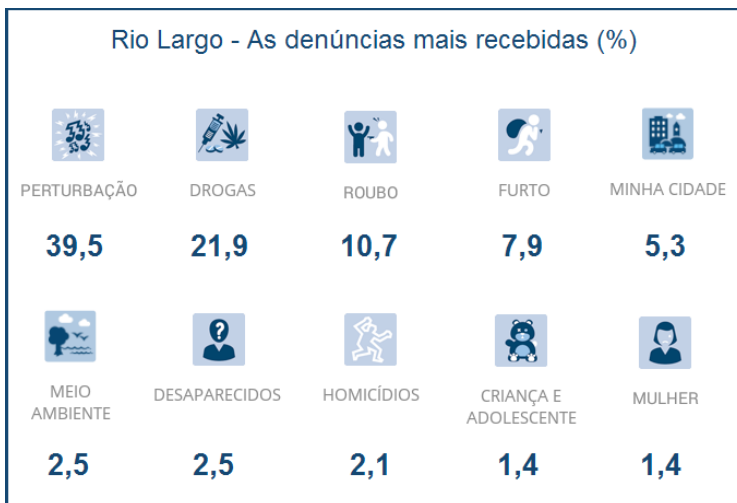 Rio Largo - As denúncias mais recebidas (%)
PERTURBAÇÃO
DROGAS
ROUBO
FURTO
MINHA CIDADE
39,5
21,9
10,7
7,9
5,3
MEIO
AMBIENTE
DESAPARECIDOS
HOMICÍDIOS
CRIANÇA E
ADOLESCENTE
MULHER
2,5
2,5
2,1
1,4
1,4